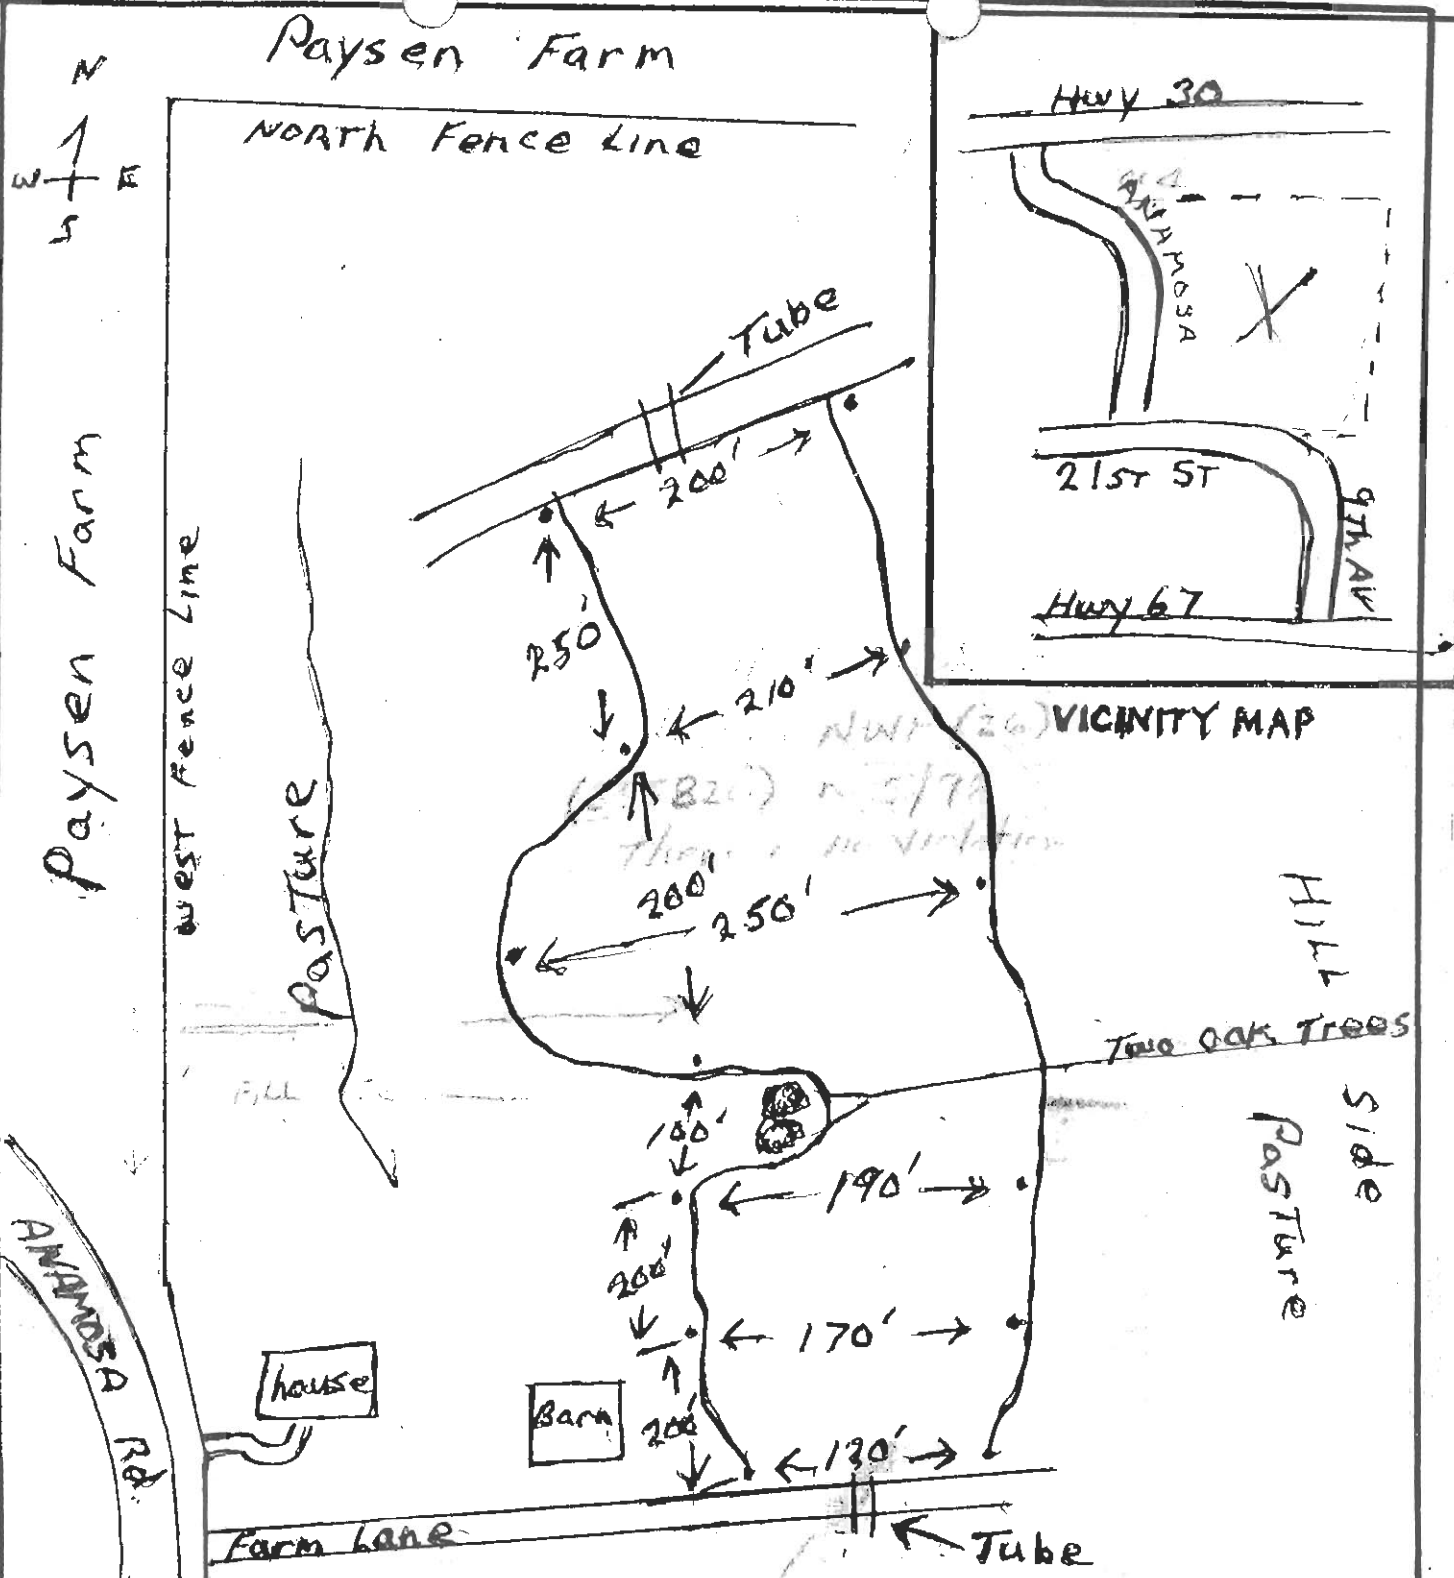 Paysen Farm
N
W E
S
NORTH Fence Line
Hwy 30
ANAMOSA
X
21ST ST
9Th AV
Hwy 67
VICINITY MAP
Tube
200'
Paysen Farm
West Fence Line
Pasture
250'
210'
200'
250'
Hill Side
Pasture
Two oak Trees
100'
190'
200'
170'
200'
130'
ANAMOSA Rd.
house
Barn
Farm Lane
Tube